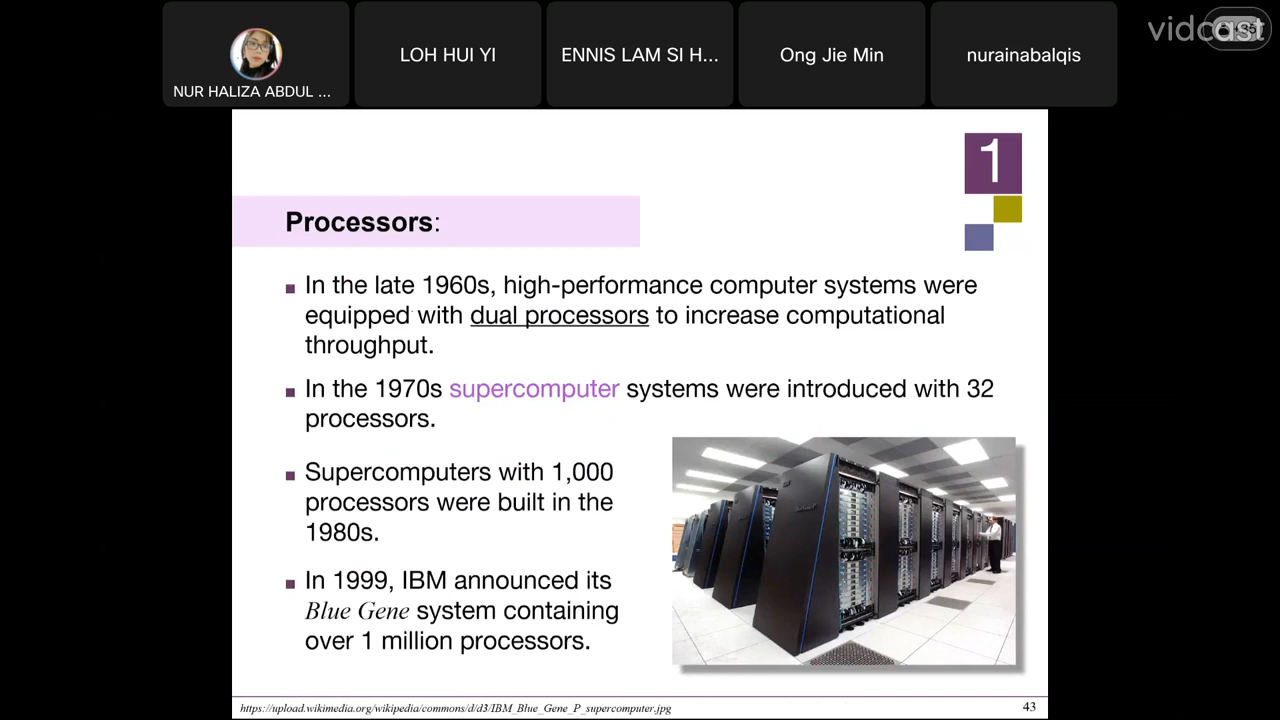 NUR HALIZA ABDUL ...
LOH HUI YI
ENNIS LAM SI H...
Ong Jie Min
nurainabalqis
vidcast
1
Processors:
In the late 1960s, high-performance computer systems were
equipped with dual processors to increase computational
throughput.
In the 1970s supercomputer systems were introduced with 32
processors.
Supercomputers with 1,000
processors were built in the
1980s.
In 1999, IBM announced its
Blue Gene system containing
over 1 million processors.
https://upload.wikimedia.org/wikipedia/commons/d/d3/IBM_Blue_Gene_P_supercomputer.jpg
43